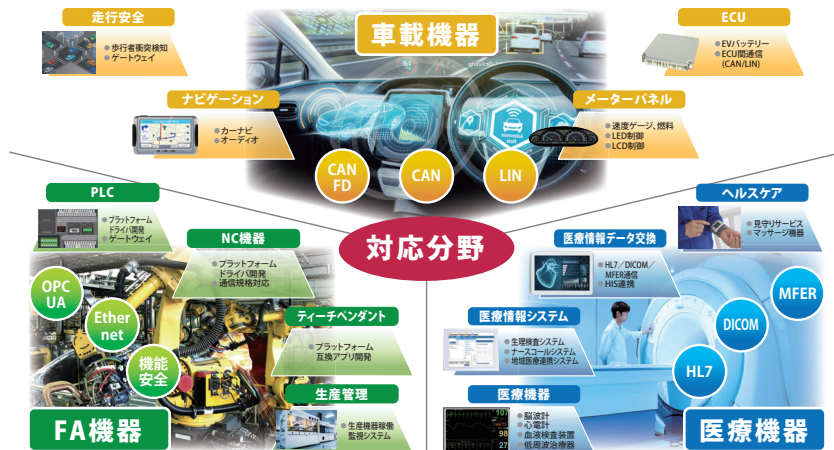 走行安全
●歩行者衝突検知
●ゲートウェイ
車載機器
ECU
●EVバッテリー
●ECU間通信
(CAN/LIN)
ナビゲーション
●カーナビ
●オーディオ
メーターパネル
●速度ゲージ、燃料
●LED制御
●LCD制御
CAN
FD
CAN
LIN
対応分野
PLC
●プラットフォーム
ドライバ開発
●ゲートウェイ
NC機器
●プラットフォーム
ドライバ開発
●通信規格対応
OPC
UA
Ether
net
機能
安全
ティーチペンダント
●プラットフォーム
互換アプリ開発
生産管理
●生産機器稼働
監視システム
FA機器
ヘルスケア
●見守りサービス
●マッサージ機器
医療情報データ交換
●HL7／DICOM／
MFER通信
●HIS連携
医療情報システム
●生理検査システム
●ナースコールシステム
●地域医療連携システム
MFER
DICOM
HL7
医療機器
107
98
27
●脳波計
●心電計
●血液検査装置
●低周波治療器
医療機器